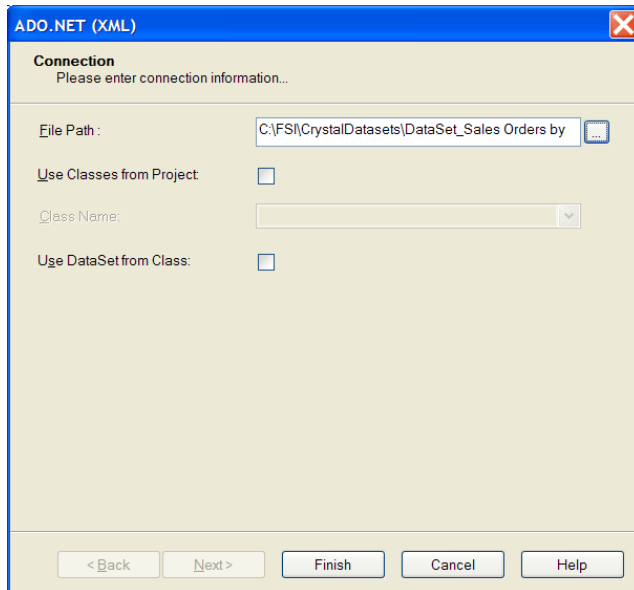 ADO.NET (XML)
Connection
Please enter connection information...
File Path :
C:\FSI\CrystalDatasets\DataSet_Sales Orders by
...
Use Classes from Project:
Class Name:
Use DataSet from Class:
< Back
Next >
Finish
Cancel
Help